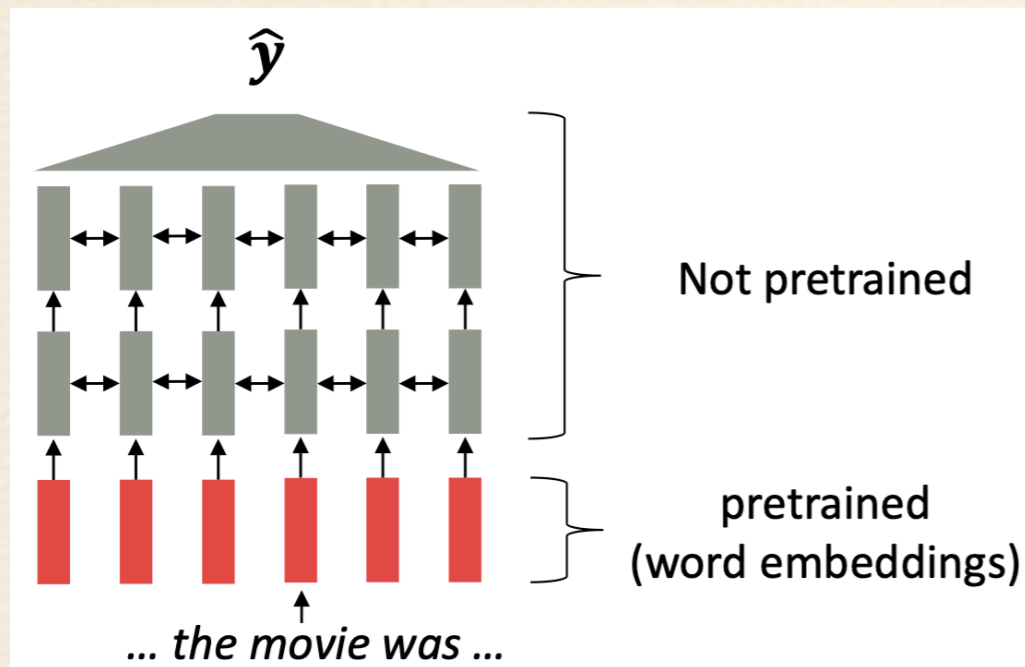 ŷ
Not pretrained
pretrained
(word embeddings)
... the movie was ...